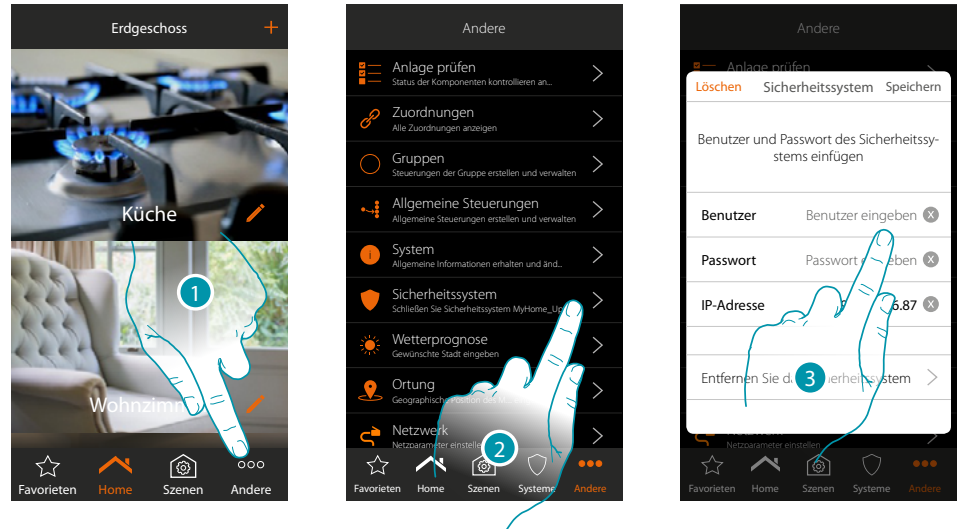 Erdgeschoss +
Küche
1
Favorieten Home Szenen Andere
Andere
Anlage prüfen
Status der Komponenten kontrollieren an...
Zuordnungen
Alle Zuordnungen anzeigen
Gruppen
Steuerungen der Gruppe erstellen und verwalten
Allgemeine Steuerungen
Allgemeine Steuerungen erstellen und verwalten
System
Allgemeine Informationen erhalten und änd...
Sicherheitssystem
Schließen Sie Sicherheitssystem MyHome_Up
Wetterprognose
Gewünschte Stadt eingeben
Ortung
Geographische Position des
Netzwerk
Netzparameter einstellen
2
Favorieten Home Szenen Systeme Andere
Andere
Anlage prüfen
Löschen Sicherheitssystem Speichern
Benutzer und Passwort des Sicherheitssy-
stems einfügen
Benutzer Benutzer eingeben X
Passwort Passwort X
IP-Adresse 6.87 X
Entfernen Sie
3
Netzparameter einstellen
Favorieten Home Szenen Systeme Andere